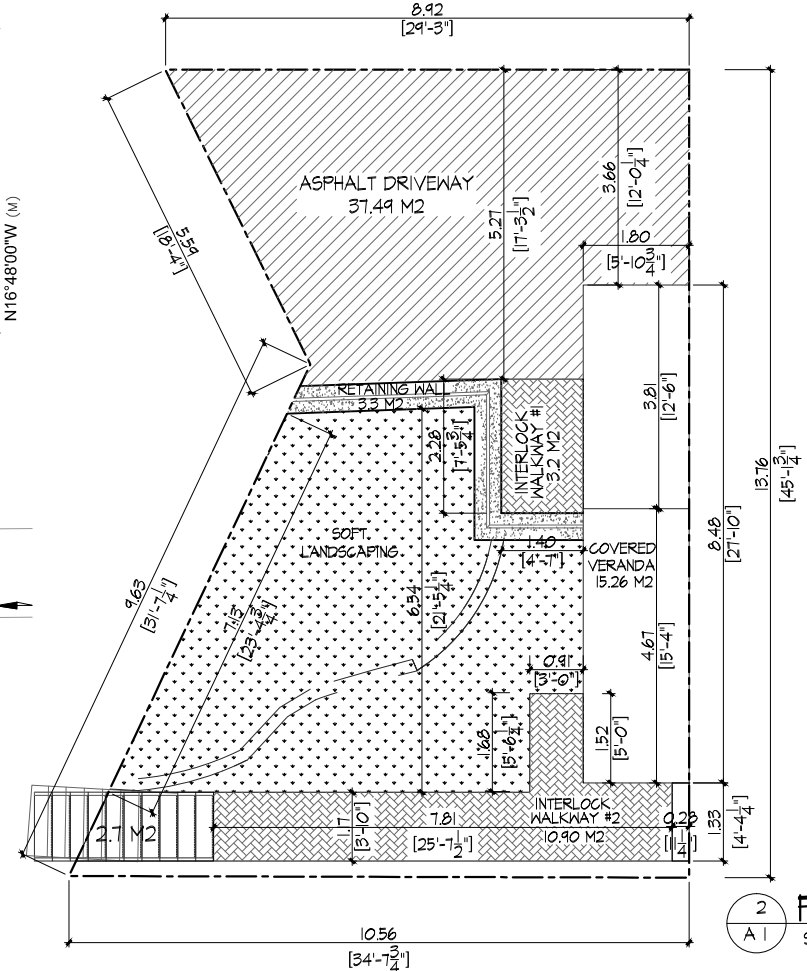 8.92
[29'-3"]
N16°48'00"W (M)
ASPHALT DRIVEWAY
37.49 M2
3.66
[12'-0 1/4"]
5.27
[17'-3 1/2"]
5.59
[18'-4"]
1.80
[5'-10 3/4"]
RETAINING WALL
3.3 M2
2.28
[7'-5 3/4"]
INTERLOCK
WALKWAY #1
3.2 M2
3.81
[12'-6"]
13.76
[45'-1 3/4"]
8.48
[27'-10"]
SOFT
LANDSCAPING
1.40
[4'-7"]
COVERED
VERANDA
15.26 M2
9.63
[31'-7 1/4"]
7.13
[23'-4 3/4"]
6.54
[21'-5 1/4"]
4.67
[15'-4"]
0.91
[3'-0"]
1.68
[5'-6 1/4"]
1.52
[5'-0"]
2.7 M2
1.17
[3'-10"]
7.81
[25'-7 1/2"]
INTERLOCK
WALKWAY #2
10.90 M2
0.28
[11 1/4"]
1.33
[4'-4 1/4"]
10.56
[34'-7 3/4"]
2
A1